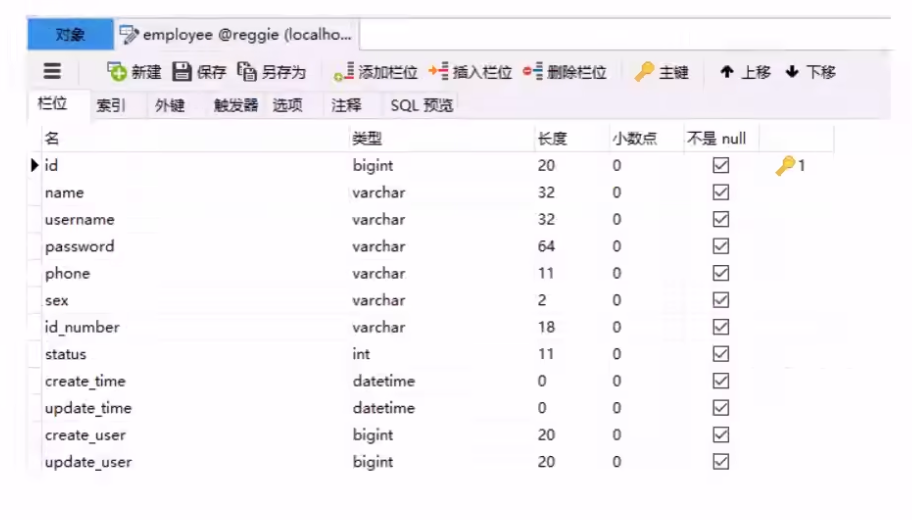 对象 employee @reggie (localho...
新建 保存 另存为 添加栏位 插入栏位 删除栏位 主键 上移 下移
栏位 索引 外键 触发器 选项 注释 SQL 预览
名 类型 长度 小数点 不是 null
id bigint 20 0 1
name varchar 32 0
username varchar 32 0
password varchar 64 0
phone varchar 11 0
sex varchar 2 0
id_number varchar 18 0
status int 11 0
create_time datetime 0 0
update_time datetime 0 0
create_user bigint 20 0
update_user bigint 20 0